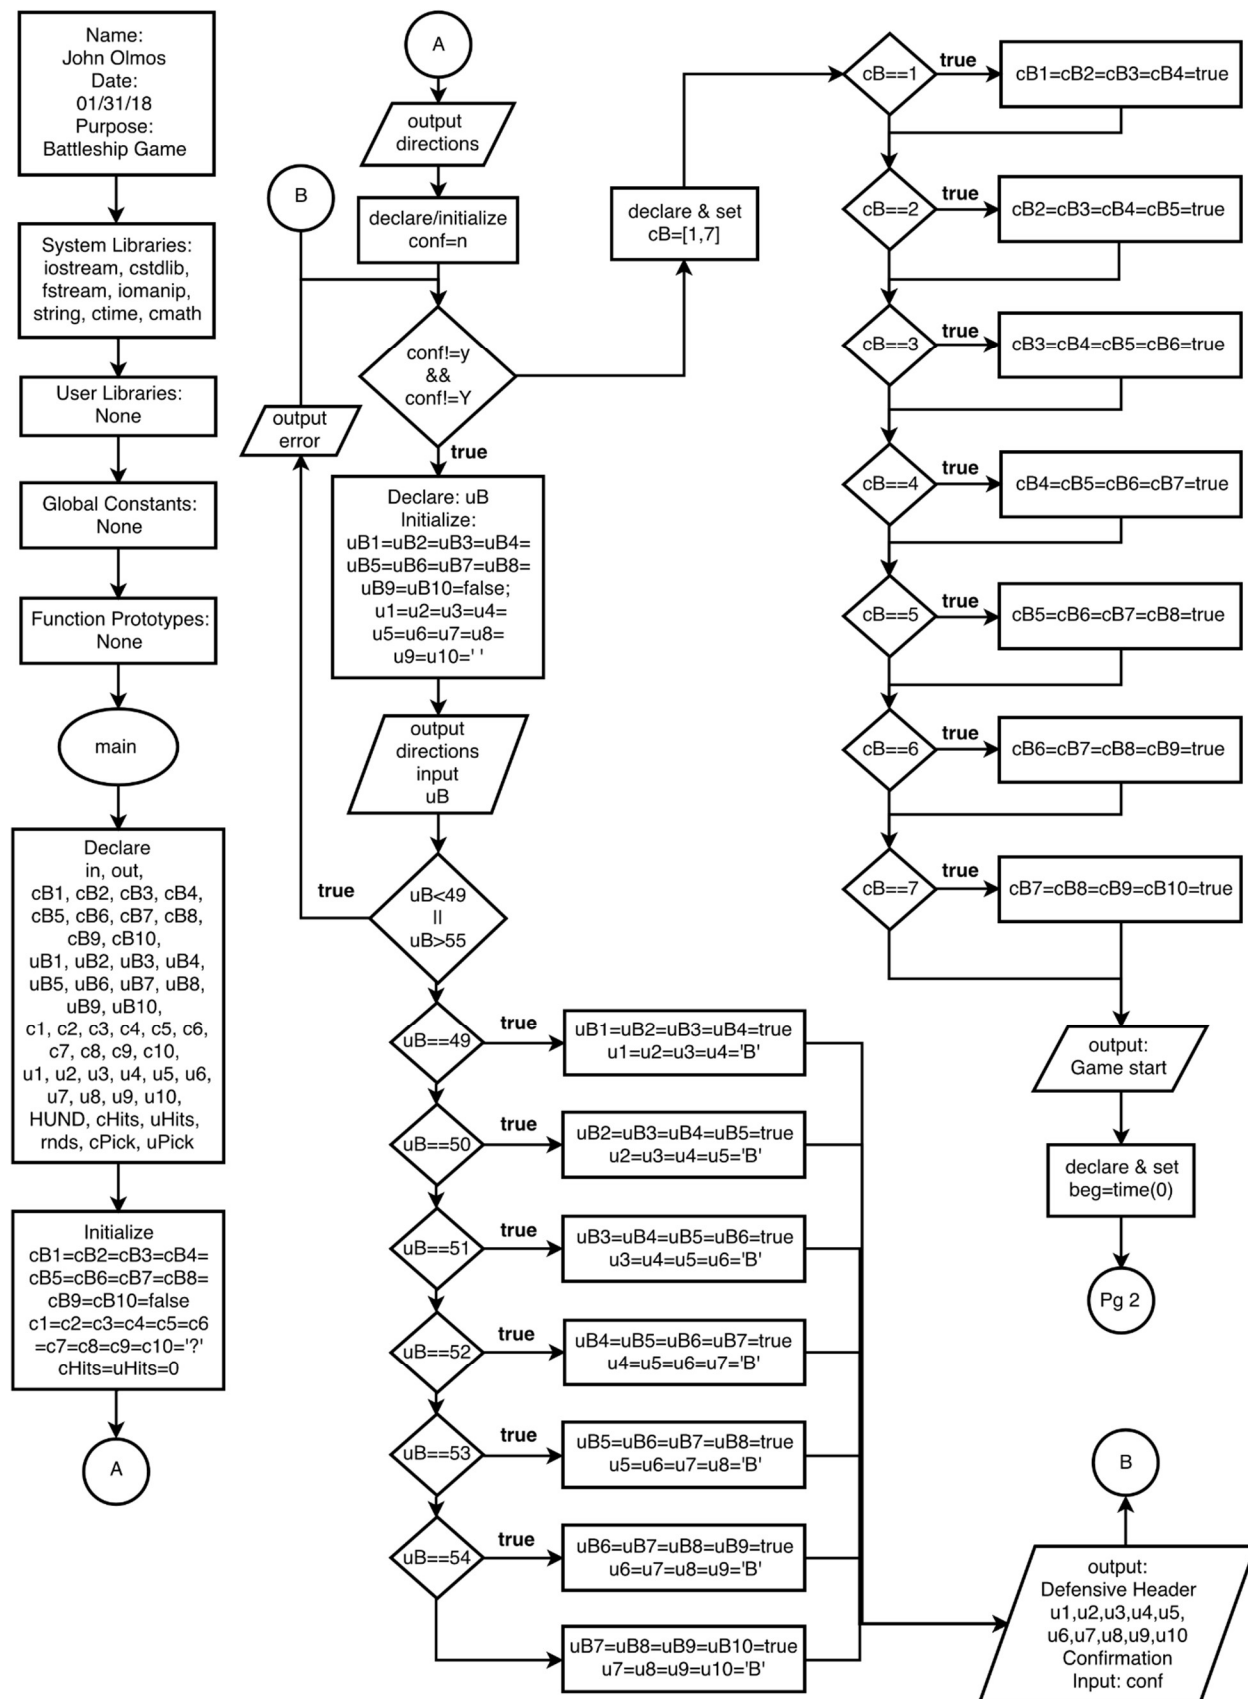 Name:
John Olmos
Date:
01/31/18
Purpose:
Battleship Game
System Libraries:
iostream, cstdlib,
fstream, iomanip,
string, ctime, cmath
User Libraries:
None
Global Constants:
None
Function Prototypes:
None
main
Declare
in, out,
cB1, cB2, cB3, cB4,
cB5, cB6, cB7, cB8,
cB9, cB10,
uB1, uB2, uB3, uB4,
uB5, uB6, uB7, uB8,
uB9, uB10,
c1, c2, c3, c4, c5, c6,
c7, c8, c9, c10,
u1, u2, u3, u4, u5, u6,
u7, u8, u9, u10,
HUND, cHits, uHits,
rnds, cPick, uPick
Initialize
cB1=cB2=cB3=cB4=
cB5=cB6=cB7=cB8=
cB9=cB10=false
c1=c2=c3=c4=c5=c6
=c7=c8=c9=c10='?'
cHits=uHits=0
A
A
output
directions
B
declare/initialize
conf=n
conf!=y
&&
conf!=Y
output
error
true
Declare: uB
Initialize:
uB1=uB2=uB3=uB4=
uB5=uB6=uB7=uB8=
uB9=uB10=false;
u1=u2=u3=u4=
u5=u6=u7=u8=
u9=u10=' '
output
directions
input
uB
true
uB<49
||
uB>55
uB==49
true
uB1=uB2=uB3=uB4=true
u1=u2=u3=u4='B'
uB==50
true
uB2=uB3=uB4=uB5=true
u2=u3=u4=u5='B'
uB==51
true
uB3=uB4=uB5=uB6=true
u3=u4=u5=u6='B'
uB==52
true
uB4=uB5=uB6=uB7=true
u4=u5=u6=u7='B'
uB==53
true
uB5=uB6=uB7=uB8=true
u5=u6=u7=u8='B'
uB==54
true
uB6=uB7=uB8=uB9=true
u6=u7=u8=u9='B'
uB7=uB8=uB9=uB10=true
u7=u8=u9=u10='B'
declare & set
cB=[1,7]
cB==1
true
cB1=cB2=cB3=cB4=true
cB==2
true
cB2=cB3=cB4=cB5=true
cB==3
true
cB3=cB4=cB5=cB6=true
cB==4
true
cB4=cB5=cB6=cB7=true
cB==5
true
cB5=cB6=cB7=cB8=true
cB==6
true
cB6=cB7=cB8=cB9=true
cB==7
true
cB7=cB8=cB9=cB10=true
output:
Game start
declare & set
beg=time(0)
Pg 2
B
output:
Defensive Header
u1,u2,u3,u4,u5,
u6,u7,u8,u9,u10
Confirmation
Input: conf